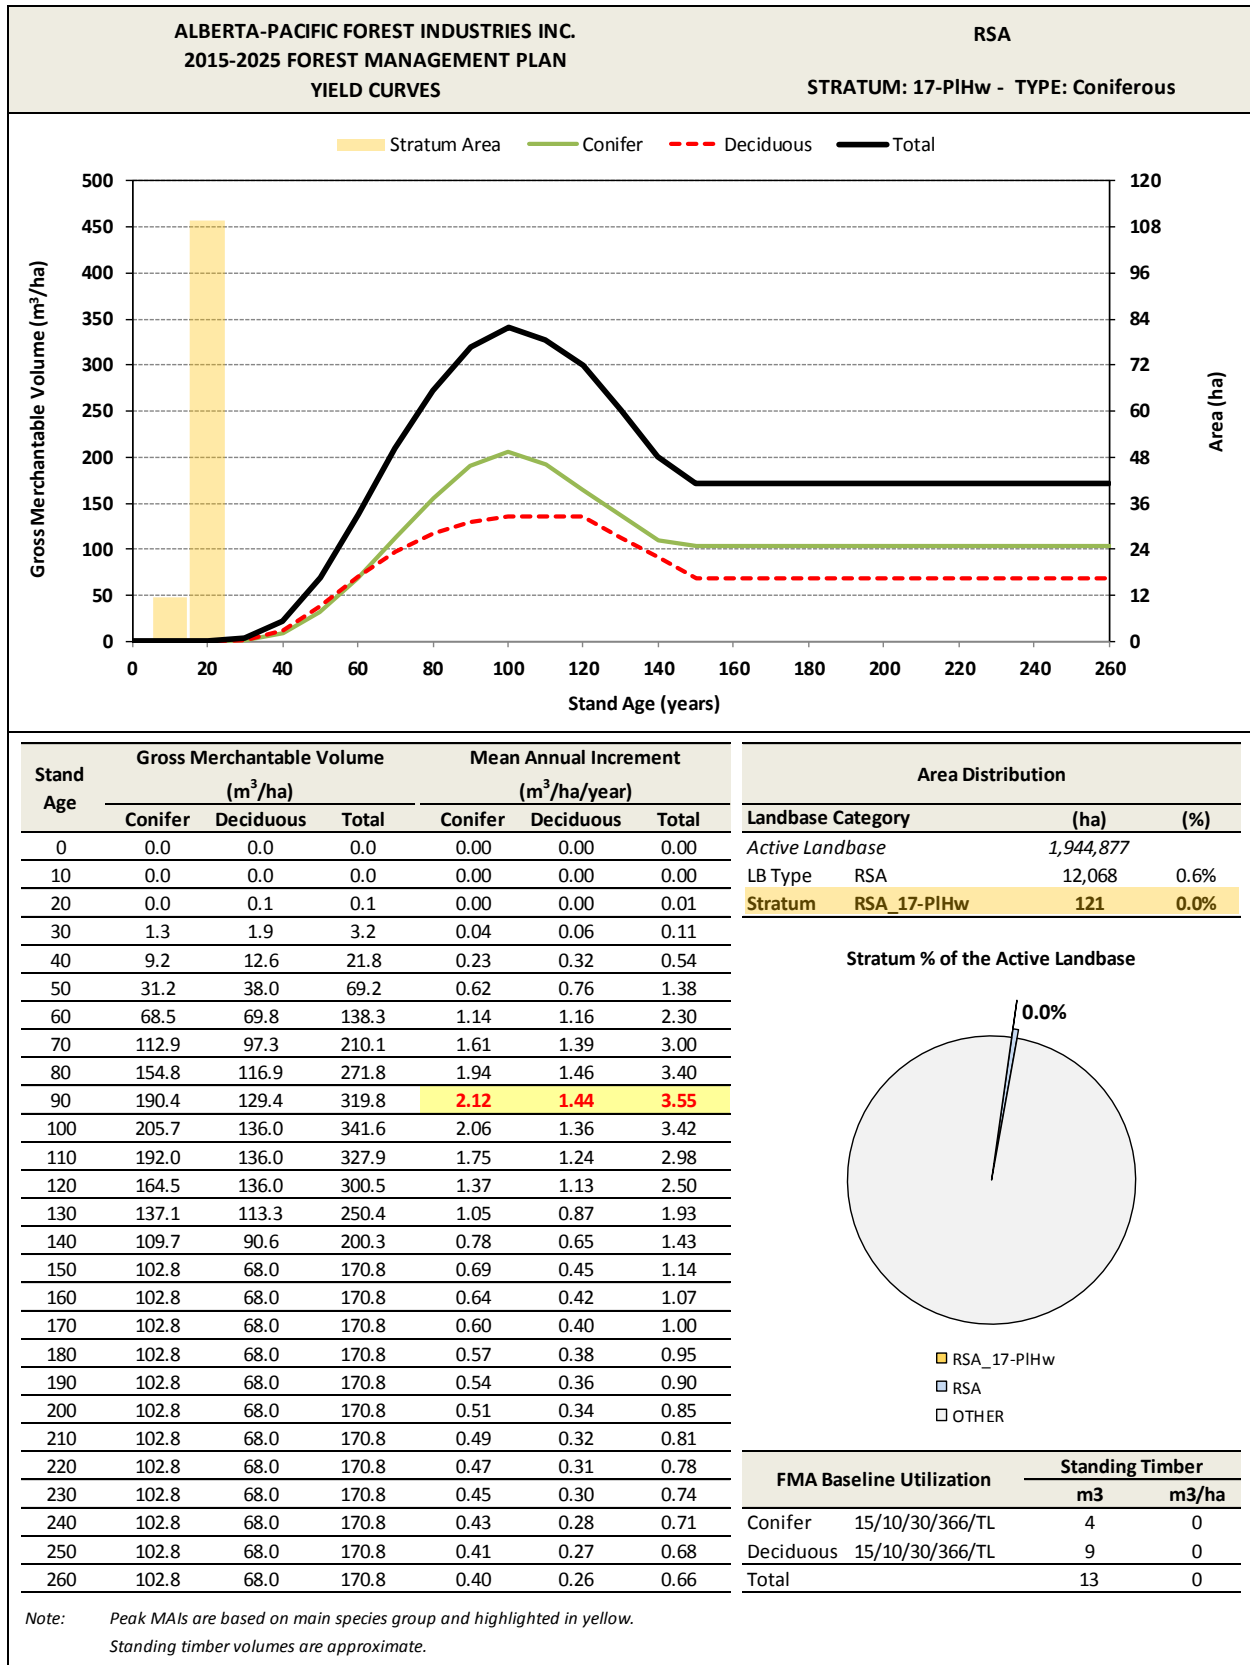 ALBERTA-PACIFIC FOREST INDUSTRIES INC.
2015-2025 FOREST MANAGEMENT PLAN
YIELD CURVES
RSA
STRATUM: 17-PlHw - TYPE: Coniferous
Stratum Area Conifer Deciduous Total
500 120
450 108
400 96
350 84
300 72
250 60
200 48
150 36
100 24
50 12
0 0
Gross Merchantable Volume (m³/ha)
Area (ha)
0 20 40 60 80 100 120 140 160 180 200 220 240 260
Stand Age (years)
Stand Age Gross Merchantable Volume (m³/ha) Mean Annual Increment (m³/ha/year)
Conifer Deciduous Total Conifer Deciduous Total
0 0.0 0.0 0.0 0.00 0.00 0.00
10 0.0 0.0 0.0 0.00 0.00 0.00
20 0.0 0.1 0.1 0.00 0.00 0.01
30 1.3 1.9 3.2 0.04 0.06 0.11
40 9.2 12.6 21.8 0.23 0.32 0.54
50 31.2 38.0 69.2 0.62 0.76 1.38
60 68.5 69.8 138.3 1.14 1.16 2.30
70 112.9 97.3 210.1 1.61 1.39 3.00
80 154.8 116.9 271.8 1.94 1.46 3.40
90 190.4 129.4 319.8 2.12 1.44 3.55
100 205.7 136.0 341.6 2.06 1.36 3.42
110 192.0 136.0 327.9 1.75 1.24 2.98
120 164.5 136.0 300.5 1.37 1.13 2.50
130 137.1 113.3 250.4 1.05 0.87 1.93
140 109.7 90.6 200.3 0.78 0.65 1.43
150 102.8 68.0 170.8 0.69 0.45 1.14
160 102.8 68.0 170.8 0.64 0.42 1.07
170 102.8 68.0 170.8 0.60 0.40 1.00
180 102.8 68.0 170.8 0.57 0.38 0.95
190 102.8 68.0 170.8 0.54 0.36 0.90
200 102.8 68.0 170.8 0.51 0.34 0.85
210 102.8 68.0 170.8 0.49 0.32 0.81
220 102.8 68.0 170.8 0.47 0.31 0.78
230 102.8 68.0 170.8 0.45 0.30 0.74
240 102.8 68.0 170.8 0.43 0.28 0.71
250 102.8 68.0 170.8 0.41 0.27 0.68
260 102.8 68.0 170.8 0.40 0.26 0.66
Area Distribution
Landbase Category (ha) (%)
Active Landbase 1,944,877
LB Type RSA 12,068 0.6%
Stratum RSA_17-PlHw 121 0.0%
Stratum % of the Active Landbase
0.0%
RSA_17-PlHw
RSA
OTHER
FMA Baseline Utilization Standing Timber
m3 m3/ha
Conifer 15/10/30/366/TL 4 0
Deciduous 15/10/30/366/TL 9 0
Total 13 0
Note: Peak MAIs are based on main species group and highlighted in yellow.
Standing timber volumes are approximate.